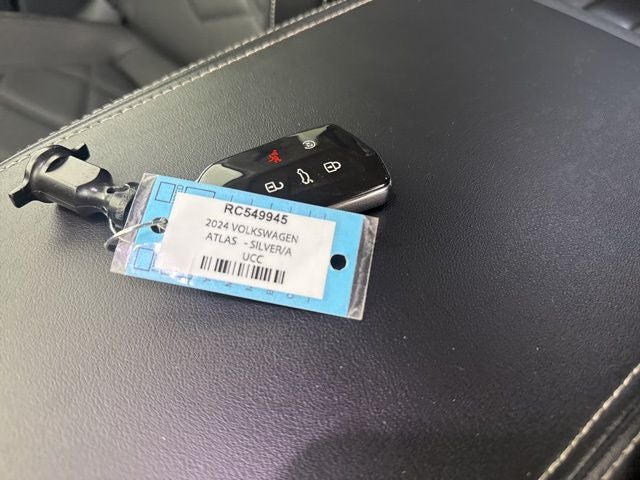 RC549945
2024 VOLKSWAGEN
ATLAS - SILVER/A
UCC